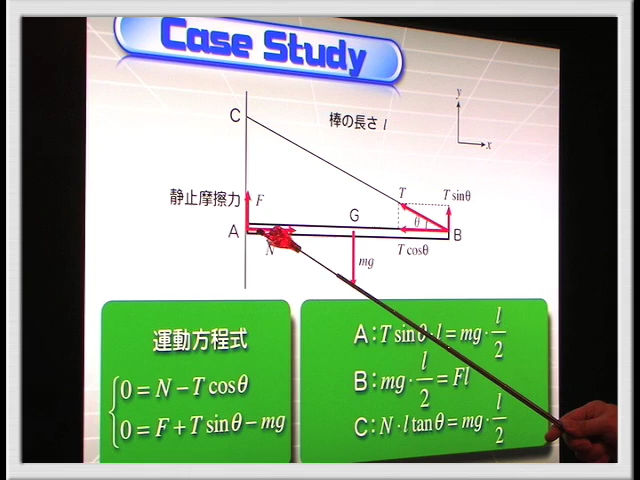 Case Study
棒の長さ l
y
x
C
静止摩擦力
F
A
N
G
mg
T
T sinθ
θ
T cosθ
B
運動方程式
0 = N − T cosθ
0 = F + T sinθ − mg
A：T sinθ · l = mg · l/2
B：mg · l/2 = Fl
C：N · l tanθ = mg · l/2